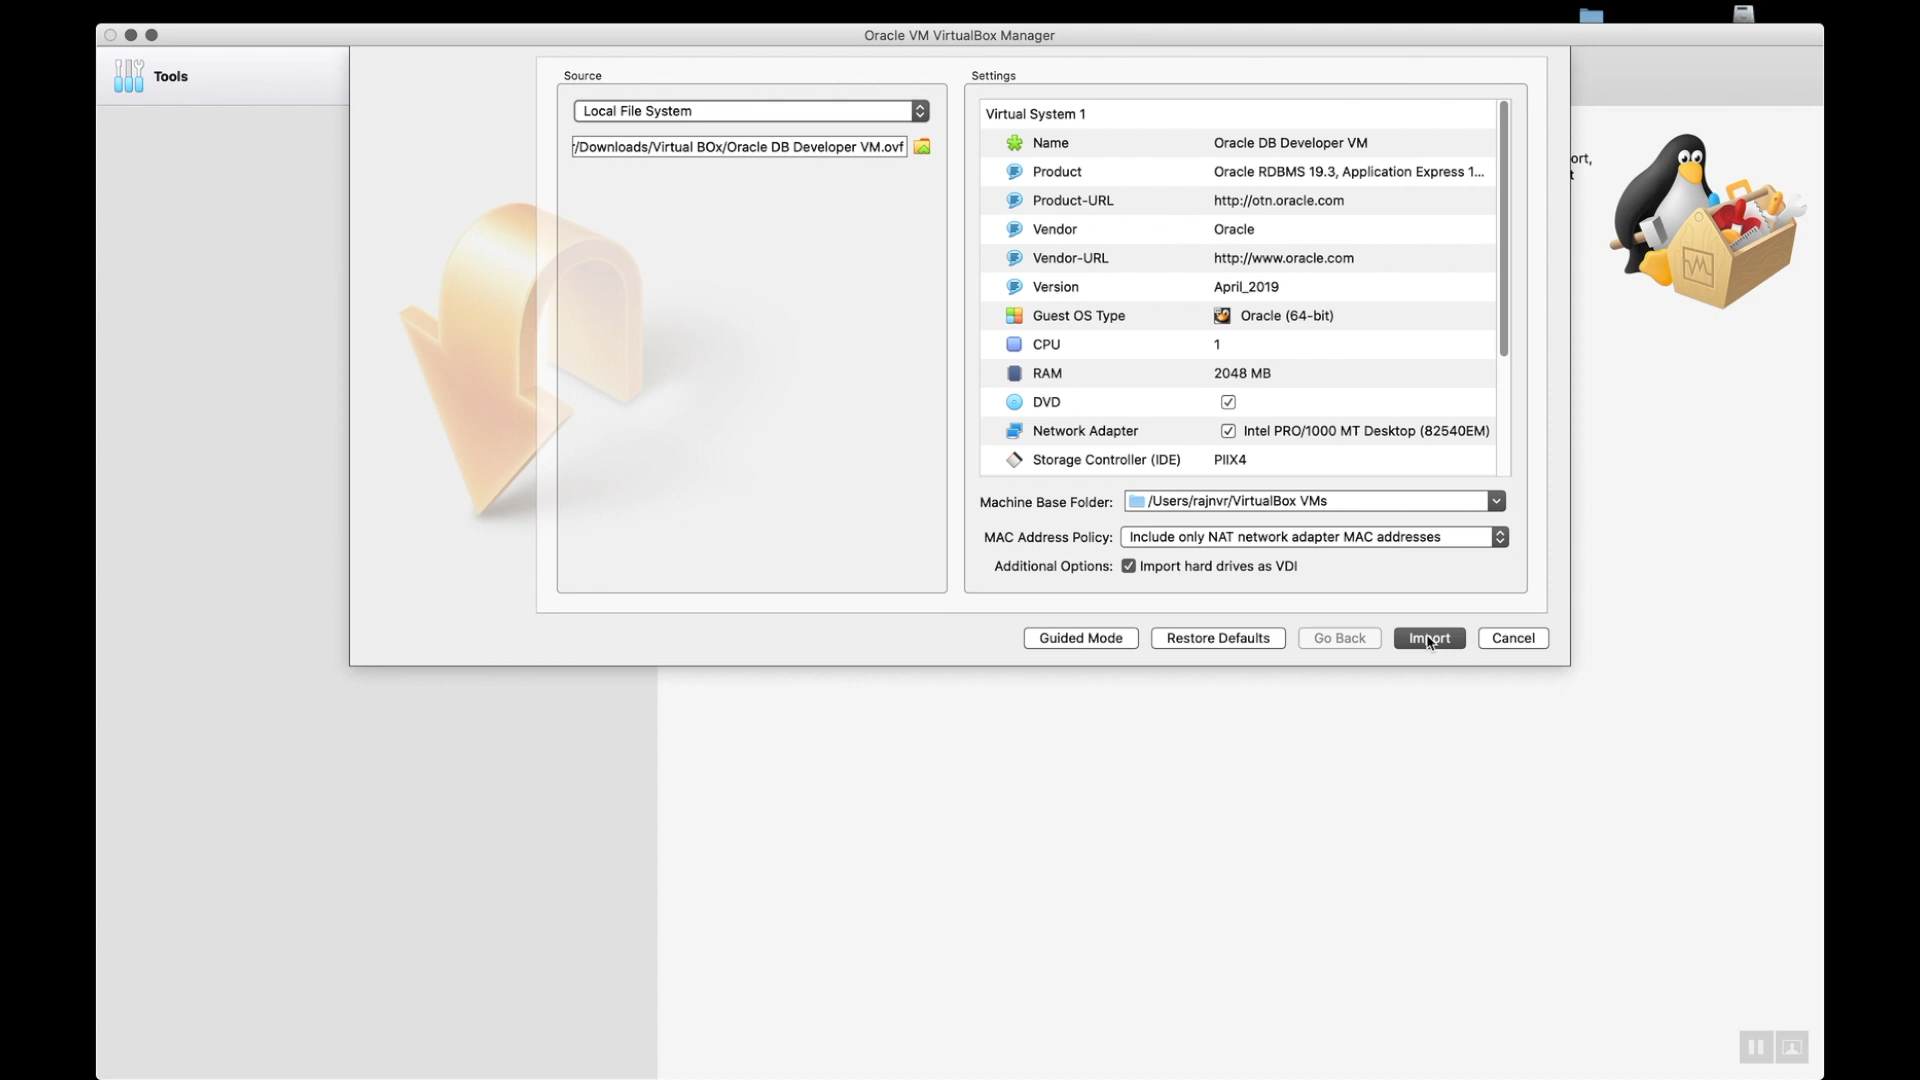 Oracle VM VirtualBox Manager
Tools
Source
Local File System
/Downloads/Virtual BOx/Oracle DB Developer VM.ovf
Settings
Virtual System 1
Name Oracle DB Developer VM
Product Oracle RDBMS 19.3, Application Express 1...
Product-URL http://otn.oracle.com
Vendor Oracle
Vendor-URL http://www.oracle.com
Version April_2019
Guest OS Type Oracle (64-bit)
CPU 1
RAM 2048 MB
DVD
Network Adapter Intel PRO/1000 MT Desktop (82540EM)
Storage Controller (IDE) PIIX4
Machine Base Folder: /Users/rajnvr/VirtualBox VMs
MAC Address Policy: Include only NAT network adapter MAC addresses
Additional Options: Import hard drives as VDI
Guided Mode Restore Defaults Go Back Import Cancel
ort,
t